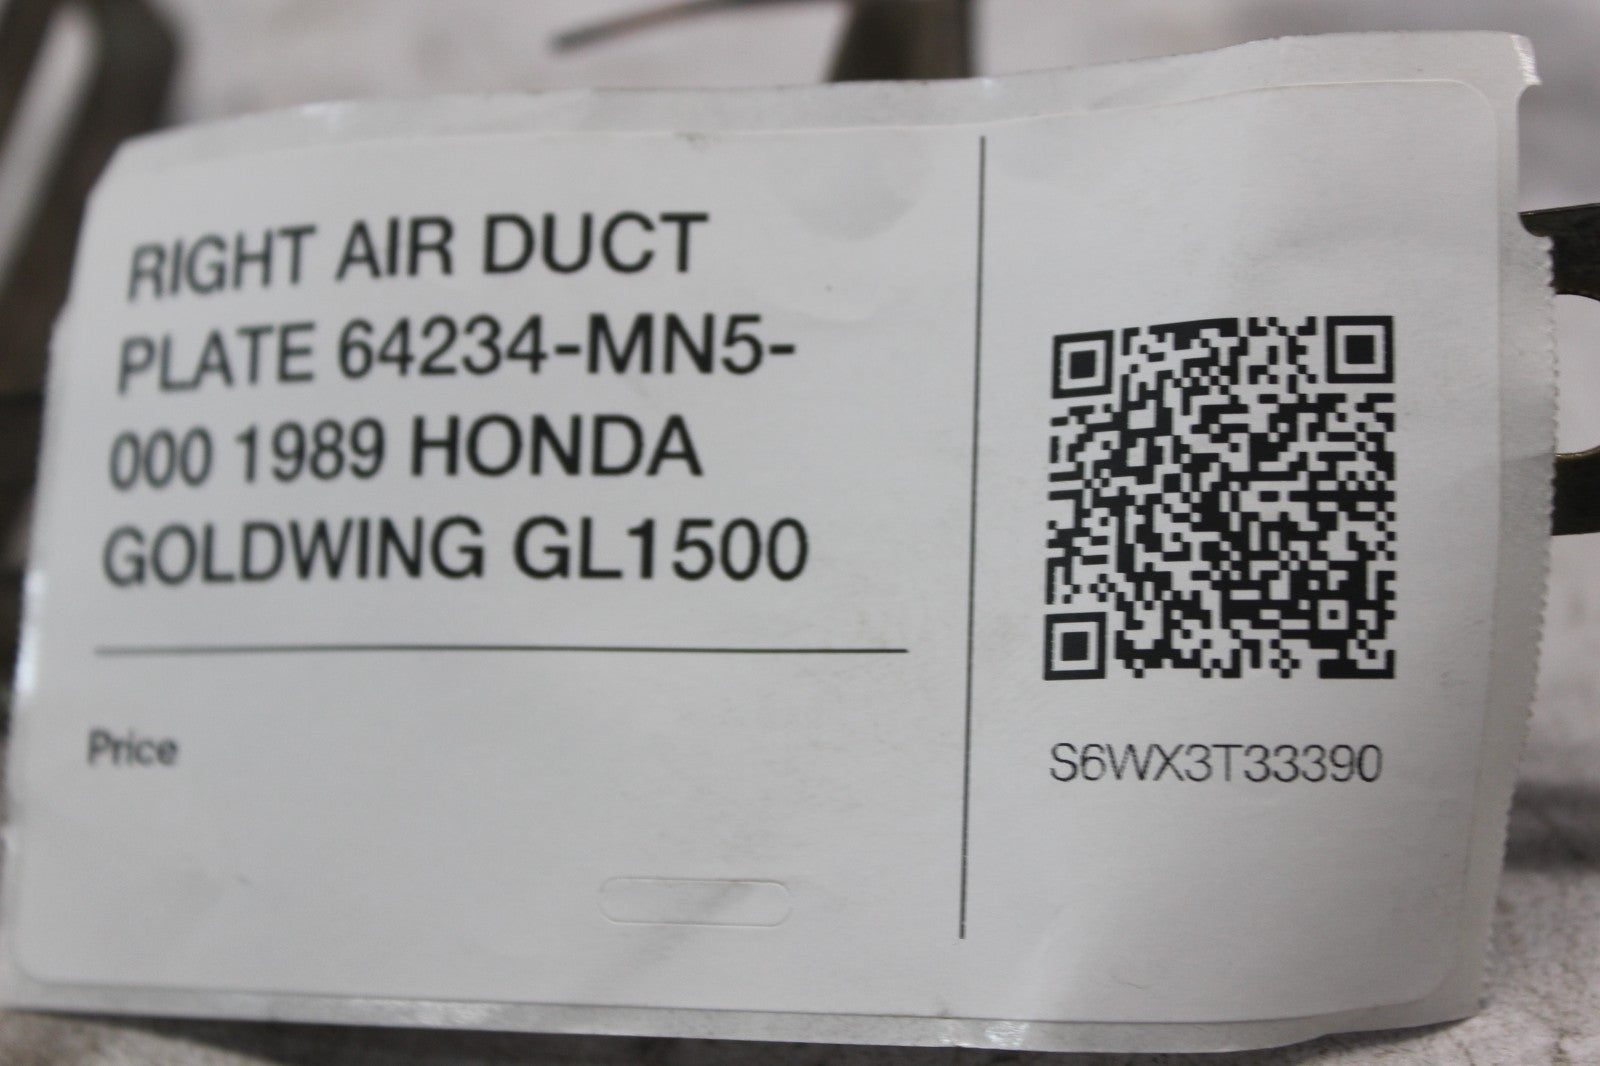 RIGHT AIR DUCT
PLATE 64234-MN5-
000 1989 HONDA
GOLDWING GL1500
Price
S6WX3T33390